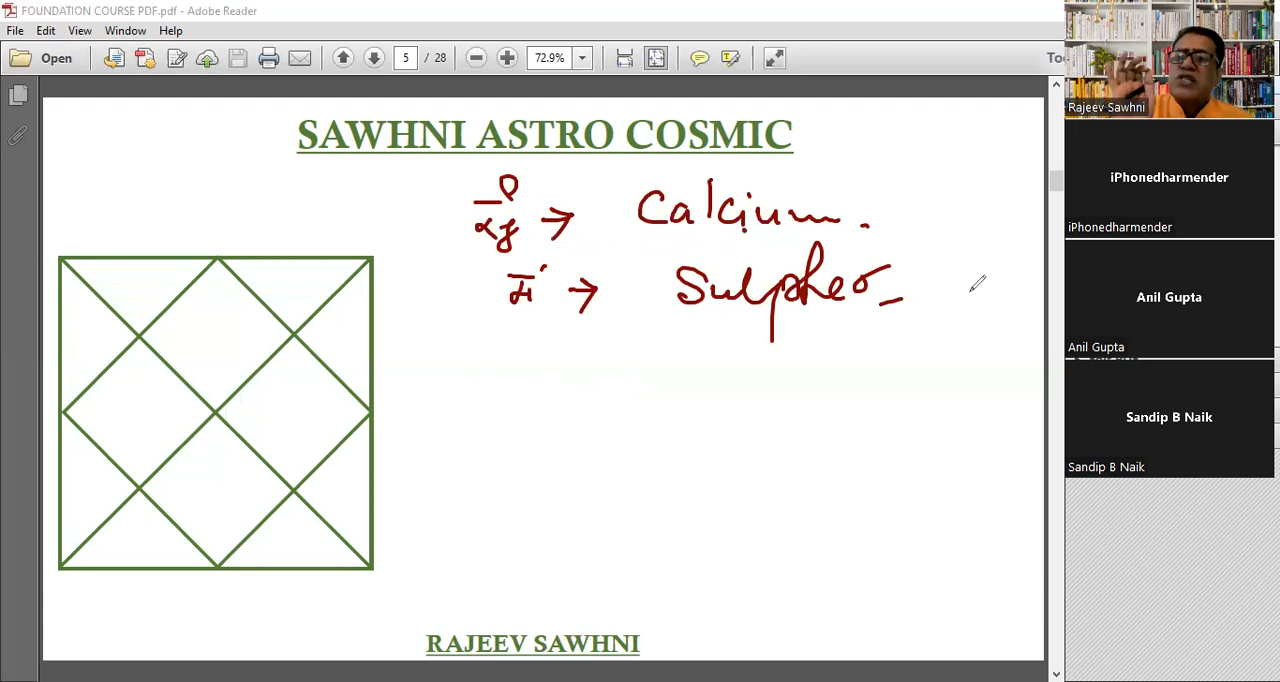 FOUNDATION COURSE PDF.pdf - Adobe Reader
File Edit View Window Help
Open 5 / 28 72.9%
SAWHNI ASTRO COSMIC
→ Calcium.
→ Sulpher
RAJEEV SAWHNI
Rajeev Sawhni
iPhonedharmender
iPhonedharmender
Anil Gupta
Anil Gupta
Sandip B Naik
Sandip B Naik